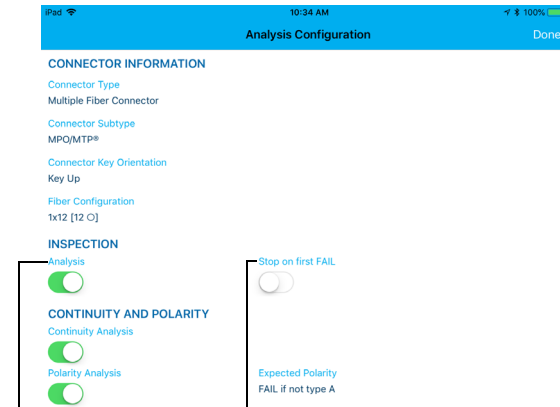 iPad 10:34 AM 100%
Analysis Configuration Done
CONNECTOR INFORMATION
Connector Type
Multiple Fiber Connector
Connector Subtype
MPO/MTP®
Connector Key Orientation
Key Up
Fiber Configuration
1x12 [12 O]
INSPECTION
Analysis Stop on first FAIL
CONTINUITY AND POLARITY
Continuity Analysis
Polarity Analysis Expected Polarity
FAIL if not type A